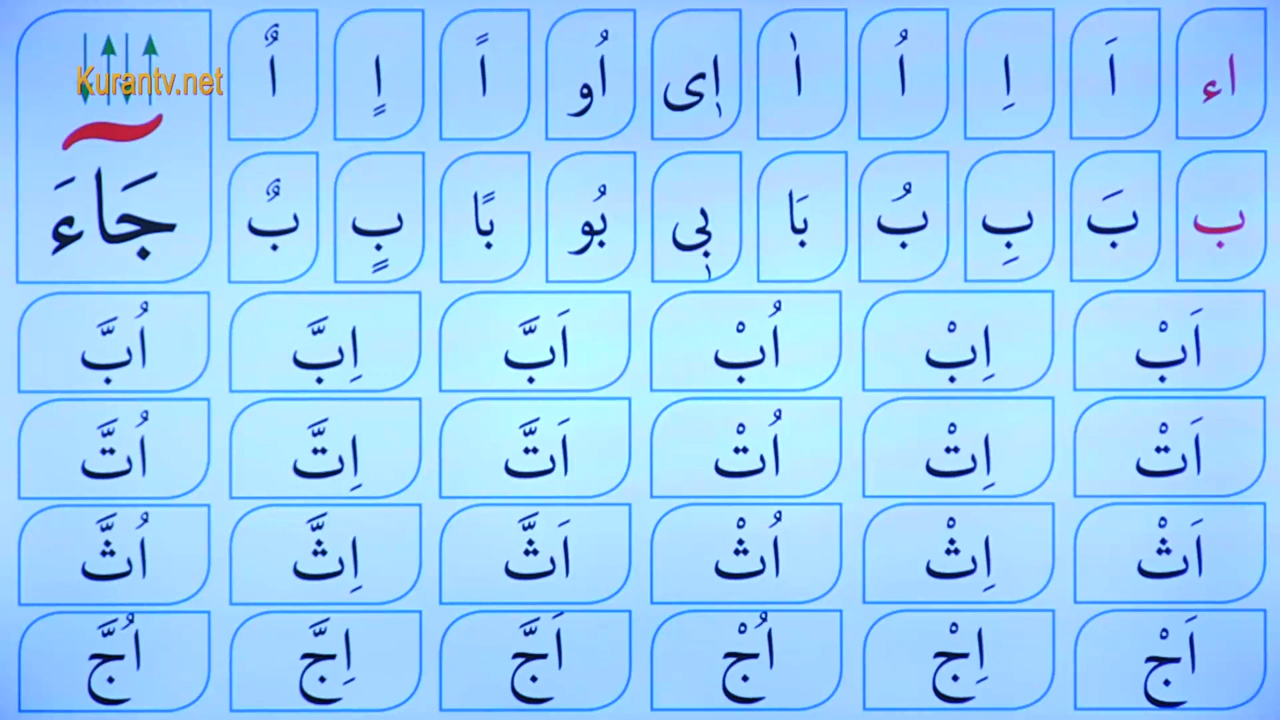 Kurantv.net
جَاءَ
اء اَ اِ اُ اٰ اٖى اُو اً اٍ اٌ
ب بَ بِ بُ بَا بٖى بُو بًا بٍ بٌ
اَبْ اِبْ اُبْ اَبَّ اِبَّ اُبَّ
اَتْ اِتْ اُتْ اَتَّ اِتَّ اُتَّ
اَثْ اِثْ اُثْ اَثَّ اِثَّ اُثَّ
اَجْ اِجْ اُجْ اَجَّ اِجَّ اُجَّ